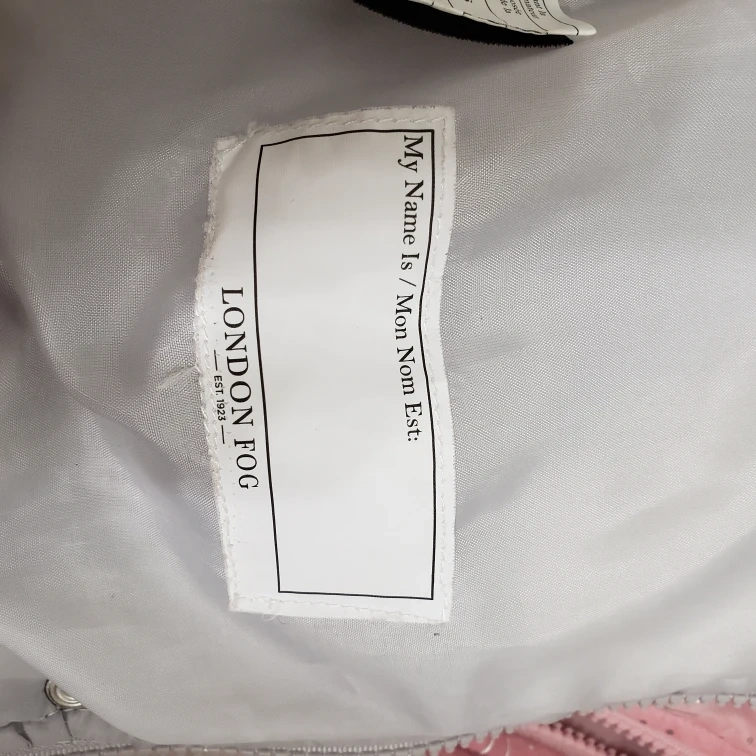 My Name Is / Mon Nom Est:
LONDON FOG
EST. 1923